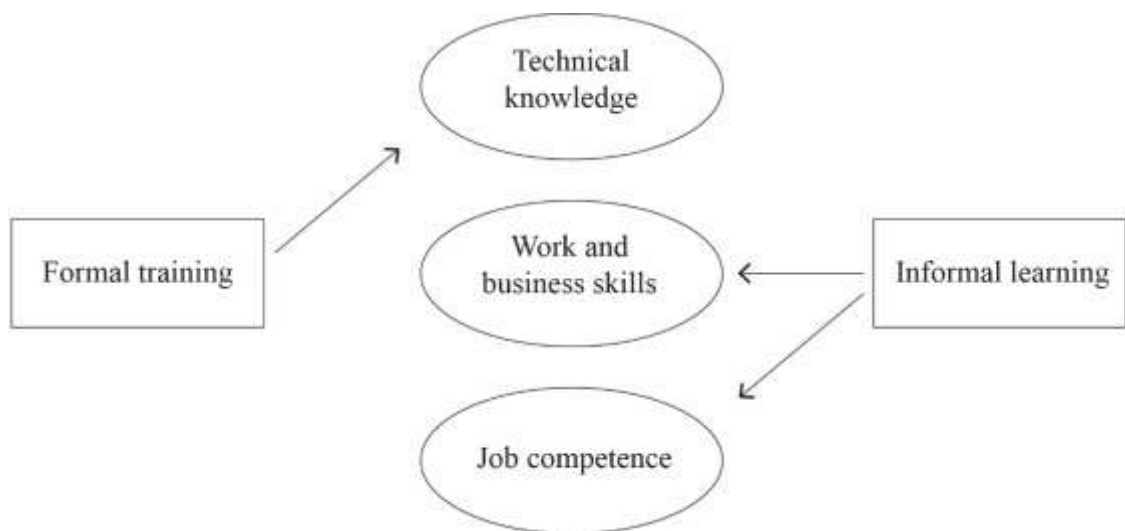 Technical
knowledge
Formal training
Work and
business skills
Informal learning
Job competence